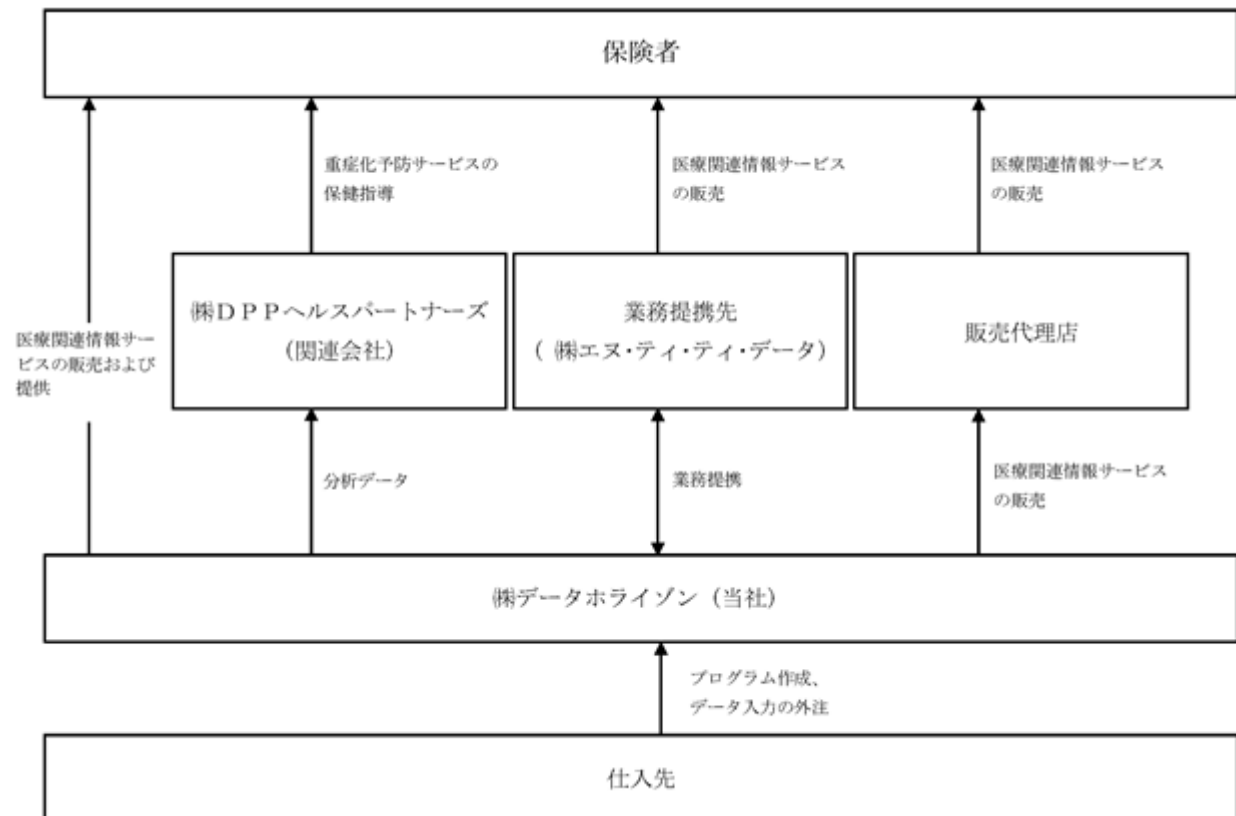 保険者
重症化予防サービスの
保健指導
医療関連情報サービス
の販売
医療関連情報サービス
の販売
医療関連情報サー
ビスの販売および
提供
㈱ＤＰＰヘルスパートナーズ
（関連会社）
業務提携先
（ ㈱エヌ・ティ・ティ・データ）
販売代理店
分析データ
業務提携
医療関連情報サービス
の販売
㈱データホライゾン（当社）
プログラム作成、
データ入力の外注
仕入先